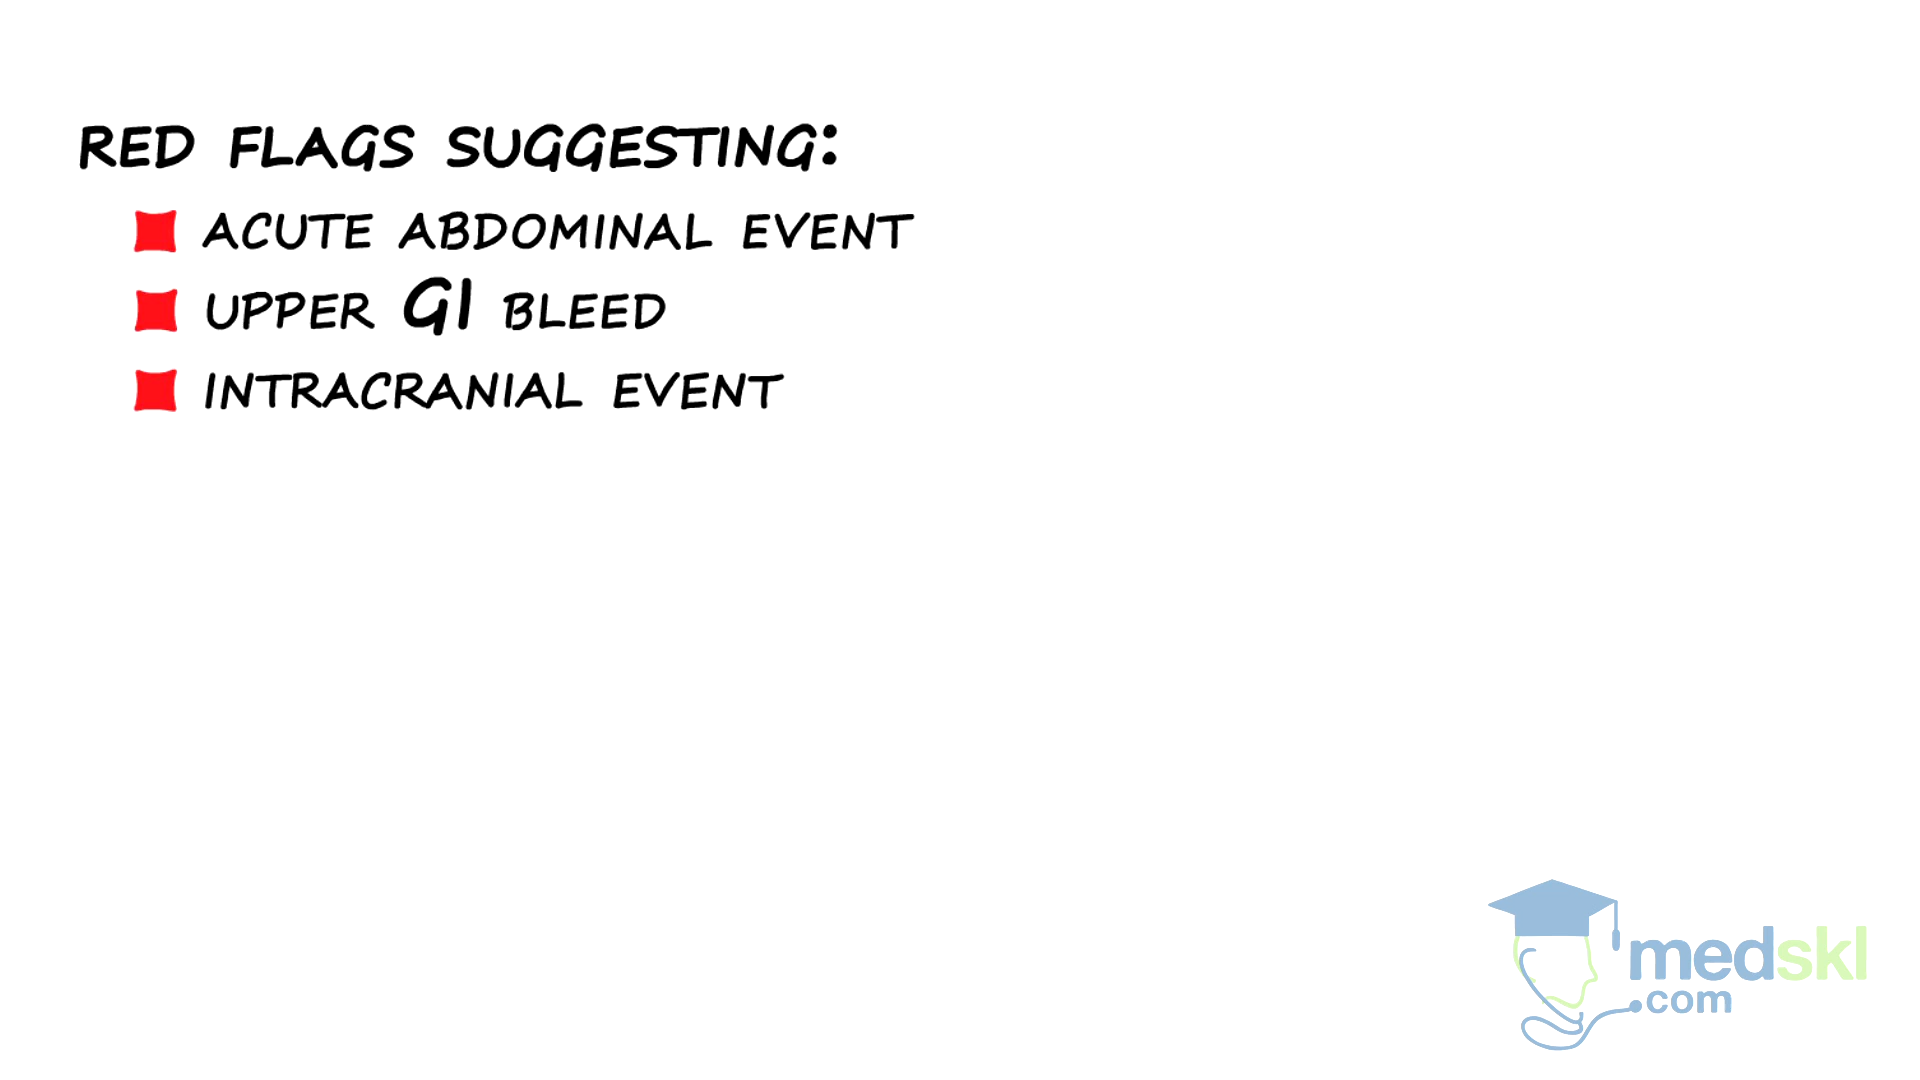 RED FLAGS SUGGESTING:
ACUTE ABDOMINAL EVENT
UPPER GI BLEED
INTRACRANIAL EVENT
medskl
.com